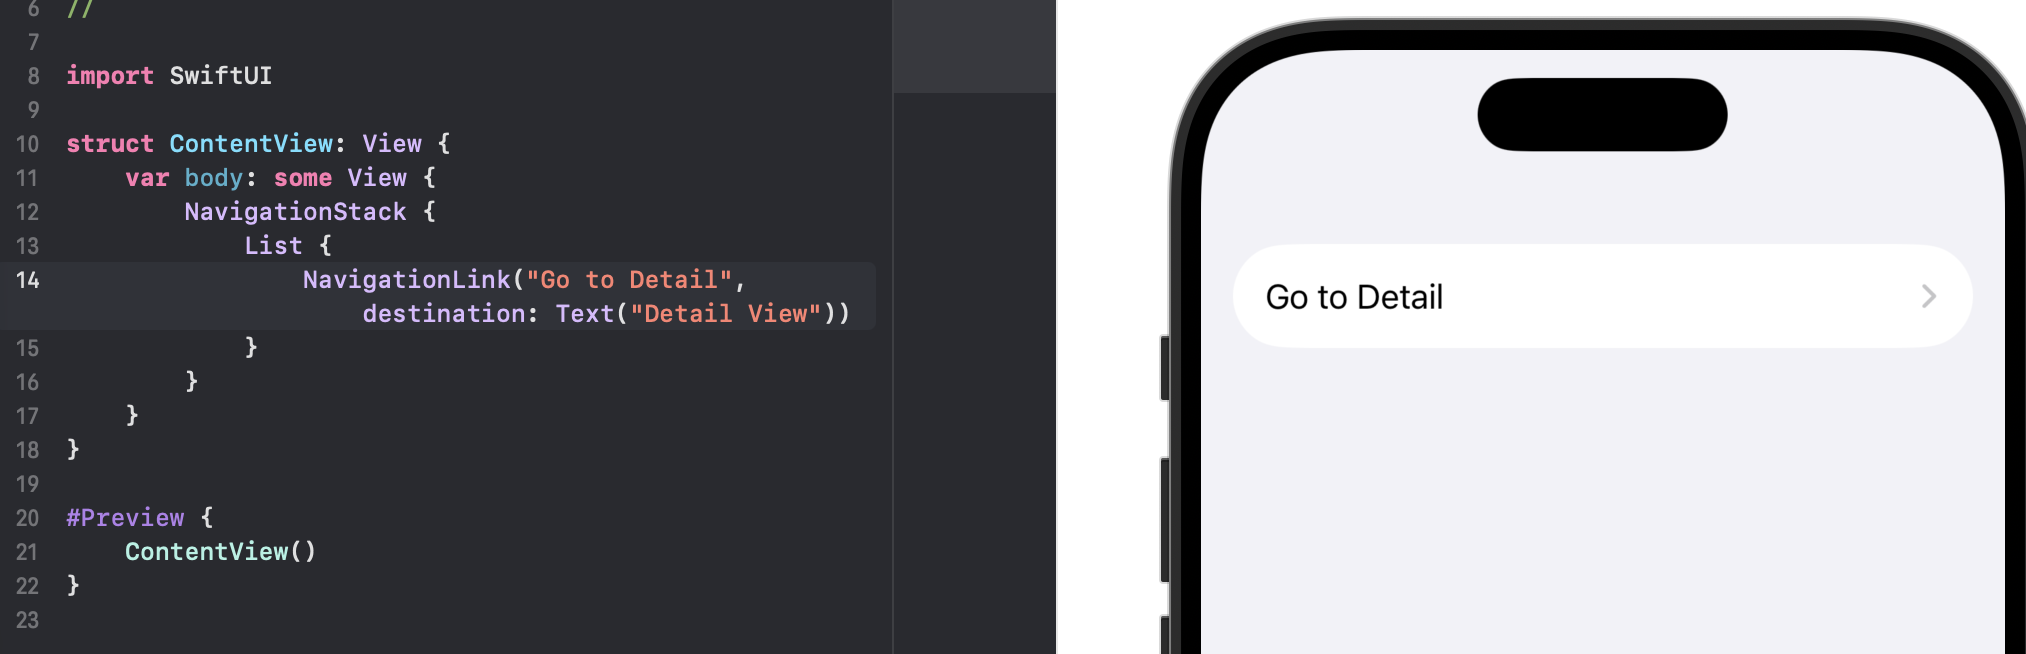 6 //
7
8 import SwiftUI
9
10 struct ContentView: View {
11     var body: some View {
12         NavigationStack {
13             List {
14                 NavigationLink("Go to Detail",
                    destination: Text("Detail View"))
15             }
16         }
17     }
18 }
19
20 #Preview {
21     ContentView()
22 }
23
Go to Detail